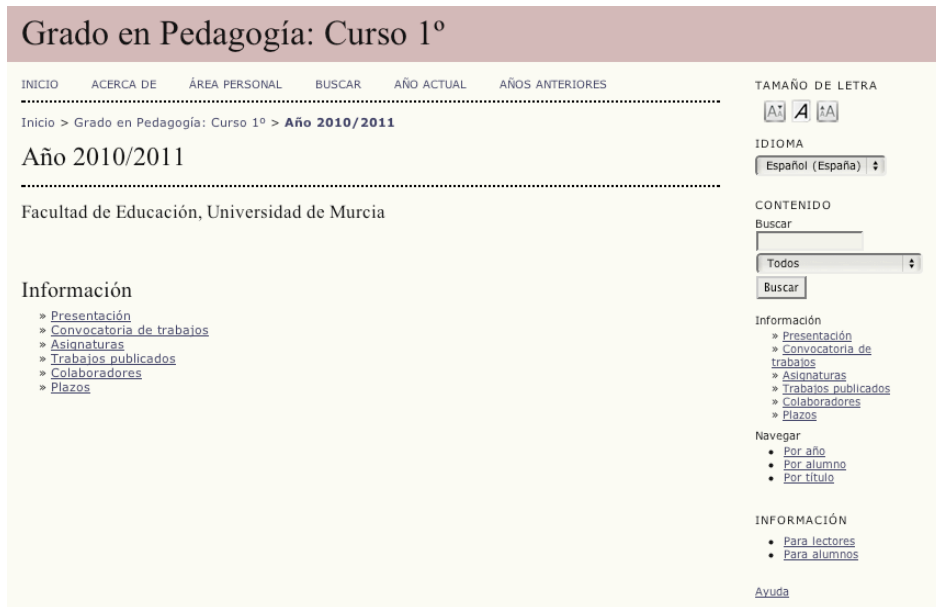 Grado en Pedagogía: Curso 1º
INICIO ACERCA DE ÁREA PERSONAL BUSCAR AÑO ACTUAL AÑOS ANTERIORES
Inicio > Grado en Pedagogía: Curso 1º > Año 2010/2011
Año 2010/2011
Facultad de Educación, Universidad de Murcia
Información
» Presentación
» Convocatoria de trabajos
» Asignaturas
» Trabajos publicados
» Colaboradores
» Plazos
TAMAÑO DE LETRA
A A A
IDIOMA
Español (España)
CONTENIDO
Buscar
Todos
Buscar
Información
» Presentación
» Convocatoria de
trabajos
» Asignaturas
» Trabajos publicados
» Colaboradores
» Plazos
Navegar
• Por año
• Por alumno
• Por título
INFORMACIÓN
• Para lectores
• Para alumnos
Ayuda